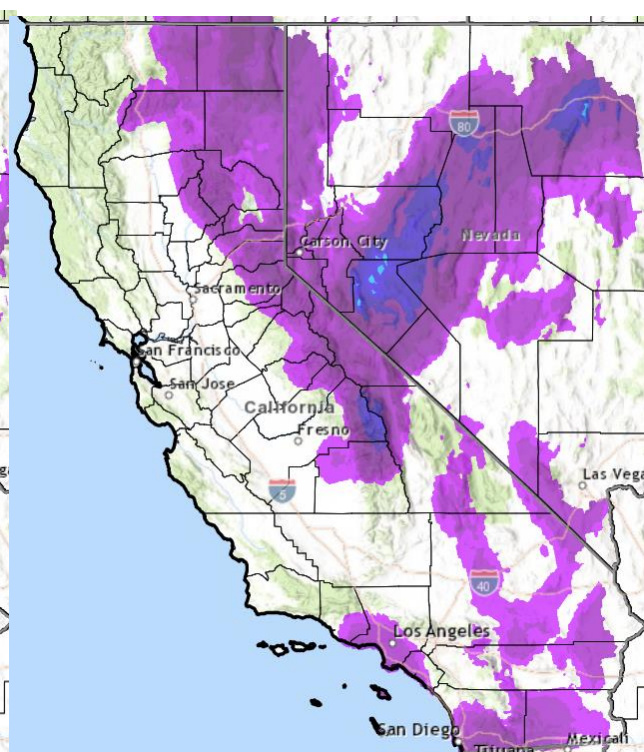 80
Carson City
Nevada
Sacramento
San Francisco
San Jose
California
Fresno
Las Vega
5
40
Los Angeles
San Diego
Mexicali